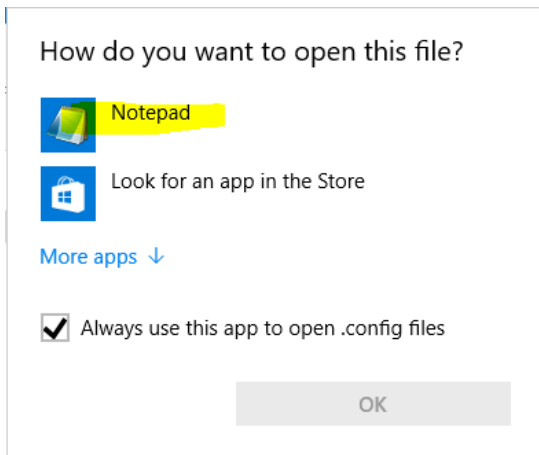 How do you want to open this file?
Notepad
Look for an app in the Store
More apps ↓
Always use this app to open .config files
OK